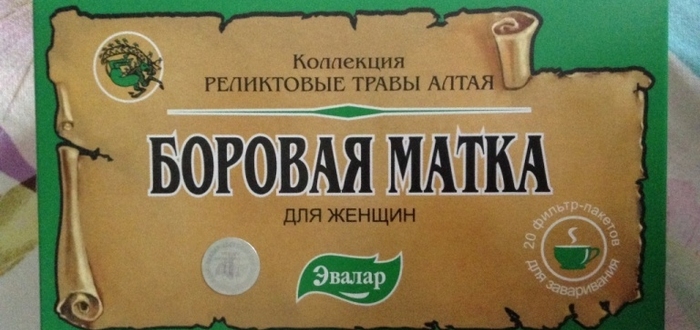 Коллекция
РЕЛИКТОВЫЕ ТРАВЫ АЛТАЯ
БОРОВАЯ МАТКА
ДЛЯ ЖЕНЩИН
Эвалар
20 фильтр-пакетов
для заваривания